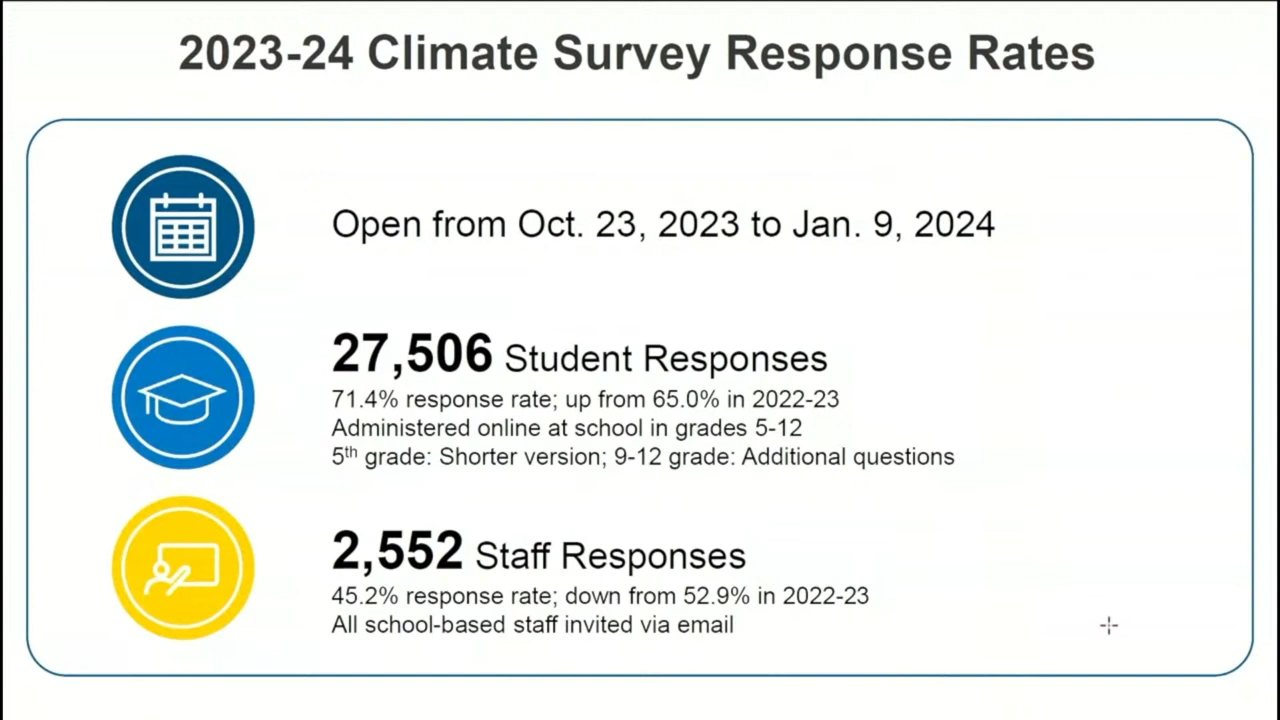 2023-24 Climate Survey Response Rates
Open from Oct. 23, 2023 to Jan. 9, 2024
27,506 Student Responses
71.4% response rate; up from 65.0% in 2022-23
Administered online at school in grades 5-12
5th grade: Shorter version; 9-12 grade: Additional questions
2,552 Staff Responses
45.2% response rate; down from 52.9% in 2022-23
All school-based staff invited via email